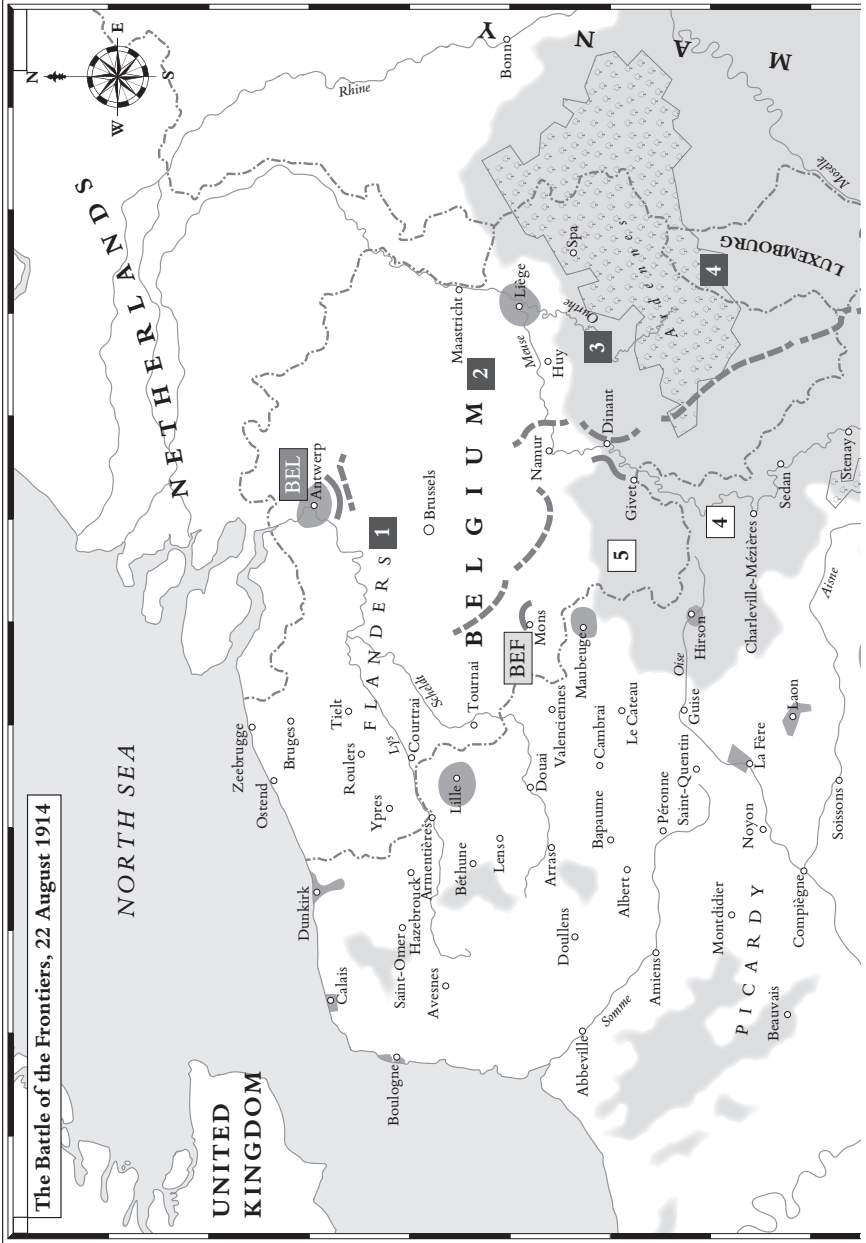 The Battle of the Frontiers, 22 August 1914
N
E
S
W
NORTH SEA
UNITED
KINGDOM
NETHERLANDS
BELGIUM
FLANDERS
PICARDY
LUXEMBOURG
Ardennes
M
A
N
Y
BEL
BEF
1
2
3
4
5
4
Rhine
Moselle
Meuse
Ourthe
Scheldt
Lys
Oise
Aisne
Somme
Bonn
Antwerp
Brussels
Maastricht
Liège
Spa
Huy
Namur
Dinant
Givet
Sedan
Stenay
Charleville-Mézières
Hirson
Mons
Maubeuge
Zeebrugge
Ostend
Bruges
Tielt
Roulers
Courtrai
Ypres
Tournai
Lille
Armentières
Hazebrouck
Saint-Omer
Béthune
Lens
Douai
Valenciennes
Cambrai
Le Cateau
Guise
Laon
La Fère
Saint-Quentin
Péronne
Bapaume
Arras
Albert
Doullens
Avesnes
Dunkirk
Calais
Boulogne
Abbeville
Amiens
Montdidier
Noyon
Soissons
Compiègne
Beauvais